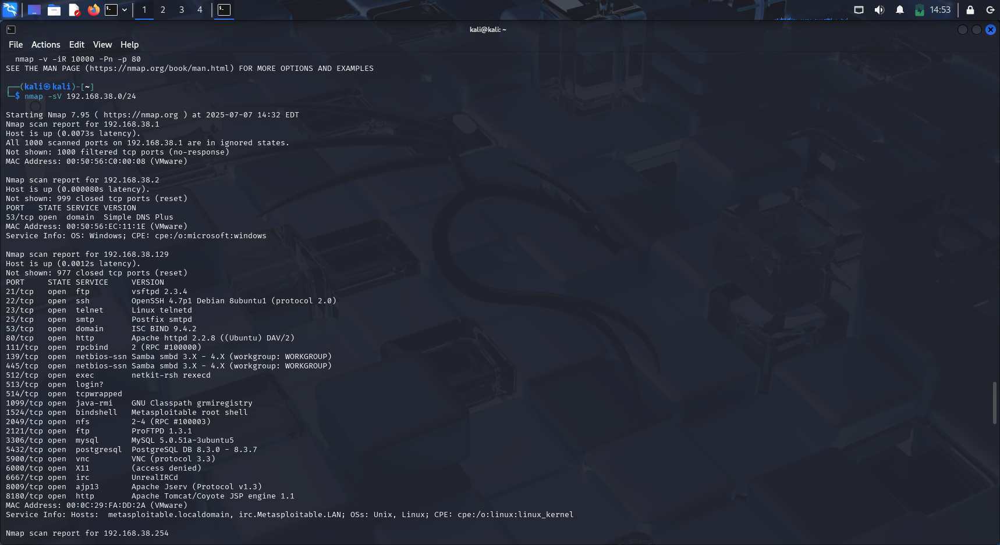 1 2 3 4 14:53
kali@kali: ~
File Actions Edit View Help
  nmap -v -iR 10000 -Pn -p 80
SEE THE MAN PAGE (https://nmap.org/book/man.html) FOR MORE OPTIONS AND EXAMPLES
┌──(kali㉿kali)-[~]
└─$ nmap -sV 192.168.38.0/24
Starting Nmap 7.95 ( https://nmap.org ) at 2025-07-07 14:32 EDT
Nmap scan report for 192.168.38.1
Host is up (0.0073s latency).
All 1000 scanned ports on 192.168.38.1 are in ignored states.
Not shown: 1000 filtered tcp ports (no-response)
MAC Address: 00:50:56:C0:00:08 (VMware)
Nmap scan report for 192.168.38.2
Host is up (0.000080s latency).
Not shown: 999 closed tcp ports (reset)
PORT   STATE SERVICE VERSION
53/tcp open  domain  Simple DNS Plus
MAC Address: 00:50:56:EC:11:1E (VMware)
Service Info: OS: Windows; CPE: cpe:/o:microsoft:windows
Nmap scan report for 192.168.38.129
Host is up (0.0012s latency).
Not shown: 977 closed tcp ports (reset)
PORT     STATE SERVICE     VERSION
21/tcp   open  ftp         vsftpd 2.3.4
22/tcp   open  ssh         OpenSSH 4.7p1 Debian 8ubuntu1 (protocol 2.0)
23/tcp   open  telnet      Linux telnetd
25/tcp   open  smtp        Postfix smtpd
53/tcp   open  domain      ISC BIND 9.4.2
80/tcp   open  http        Apache httpd 2.2.8 ((Ubuntu) DAV/2)
111/tcp  open  rpcbind     2 (RPC #100000)
139/tcp  open  netbios-ssn Samba smbd 3.X - 4.X (workgroup: WORKGROUP)
445/tcp  open  netbios-ssn Samba smbd 3.X - 4.X (workgroup: WORKGROUP)
512/tcp  open  exec        netkit-rsh rexecd
513/tcp  open  login?
514/tcp  open  tcpwrapped
1099/tcp open  java-rmi    GNU Classpath grmiregistry
1524/tcp open  bindshell   Metasploitable root shell
2049/tcp open  nfs         2-4 (RPC #100003)
2121/tcp open  ftp         ProFTPD 1.3.1
3306/tcp open  mysql       MySQL 5.0.51a-3ubuntu5
5432/tcp open  postgresql  PostgreSQL DB 8.3.0 - 8.3.7
5900/tcp open  vnc         VNC (protocol 3.3)
6000/tcp open  X11         (access denied)
6667/tcp open  irc         UnrealIRCd
8009/tcp open  ajp13       Apache Jserv (Protocol v1.3)
8180/tcp open  http        Apache Tomcat/Coyote JSP engine 1.1
MAC Address: 00:0C:29:FA:DD:2A (VMware)
Service Info: Hosts:  metasploitable.localdomain, irc.Metasploitable.LAN; OSs: Unix, Linux; CPE: cpe:/o:linux:linux_kernel
Nmap scan report for 192.168.38.254